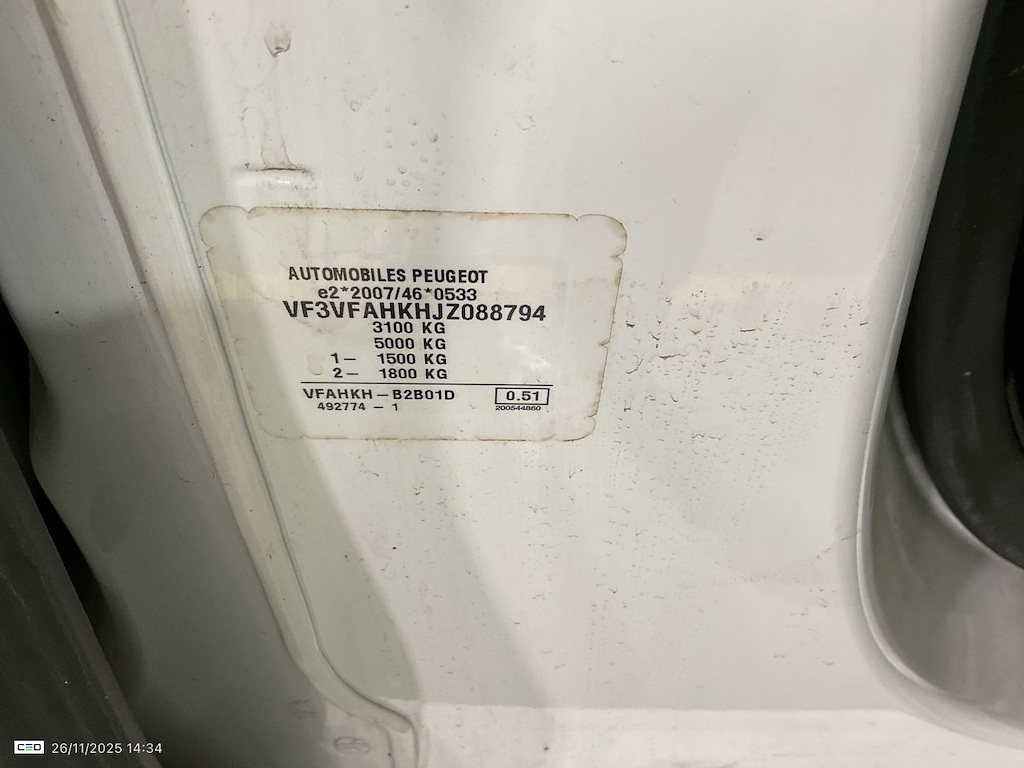 AUTOMOBILES PEUGEOT
e2*2007/46*0533
VF3VFAHKHJZ088794
3100 KG
5000 KG
1– 1500 KG
2– 1800 KG
VFAHKH–B2B01D 0.51
492774 – 1 200544860
CEO 26/11/2025 14:34